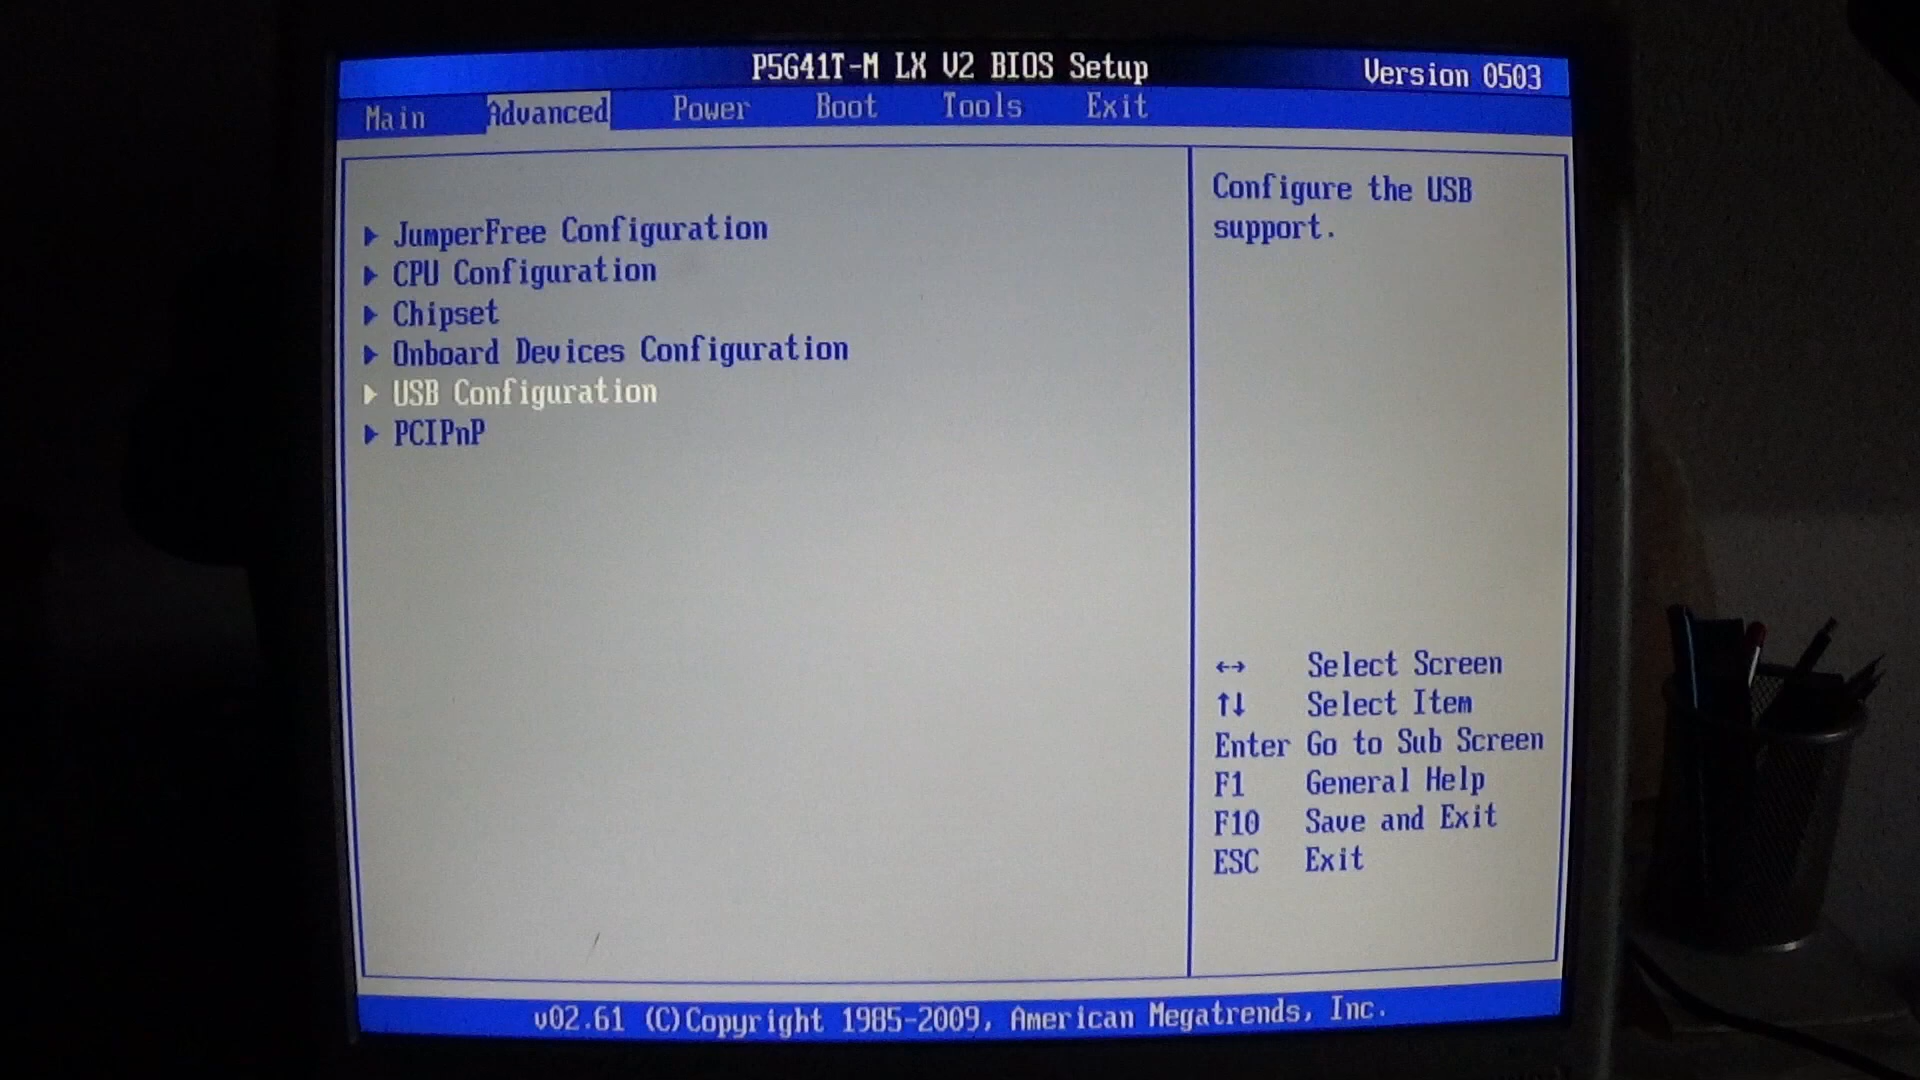 P5G41T-M LX V2 BIOS Setup Version 0503
Main Advanced Power Boot Tools Exit
JumperFree Configuration
CPU Configuration
Chipset
Onboard Devices Configuration
USB Configuration
PCIPnP
Configure the USB
support.
↔ Select Screen
↑↓ Select Item
Enter Go to Sub Screen
F1 General Help
F10 Save and Exit
ESC Exit
v02.61 (C)Copyright 1985-2009, American Megatrends, Inc.